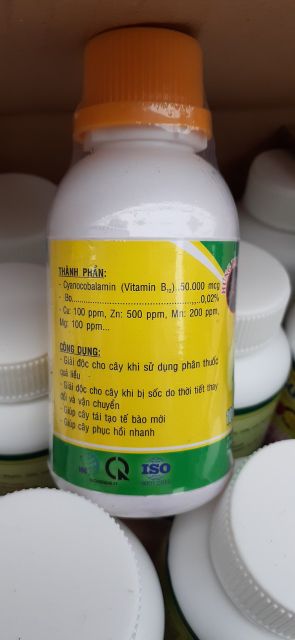 THÀNH PHẦN:
- Cyanocobalamin (Vitamin B₁₂)..50.000 mcg
- Bo.....................................0,02%
- Cu: 100 ppm, Zn: 500 ppm, Mn: 200 ppm,
Mg: 100 ppm...
CÔNG DỤNG:
- Giải độc cho cây khi sử dụng phân thuốc
quá liều
- Giải độc cho cây khi bị sốc do thời tiết thay
đổi và vận chuyển
- Giúp cây tái tạo tế bào mới
- Giúp cây phục hồi nhanh
ISO